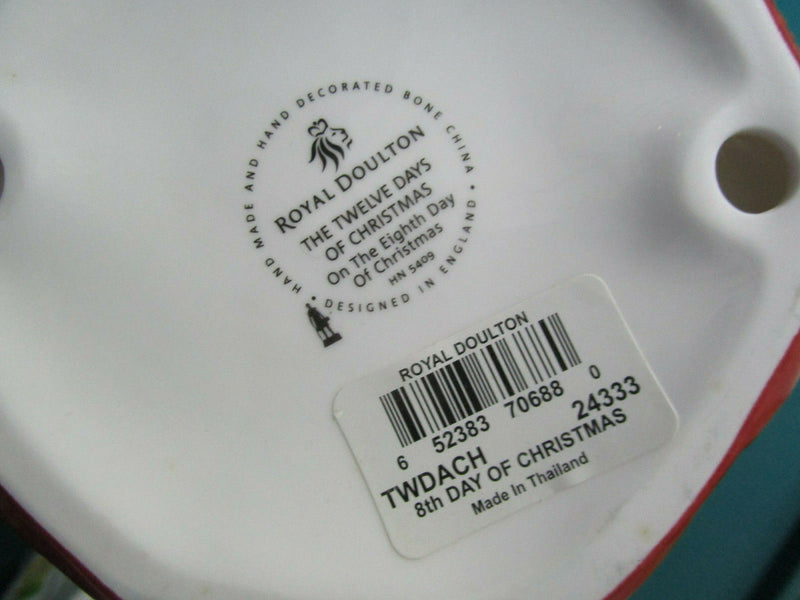 HAND MADE AND HAND DECORATED BONE CHINA •
DESIGNED IN ENGLAND •
ROYAL DOULTON
THE TWELVE DAYS
OF CHRISTMAS
On The Eighth Day
Of Christmas
HN 5409
ROYAL DOULTON
6 52383 70688 0
TWDACH 24333
8th DAY OF CHRISTMAS
Made In Thailand